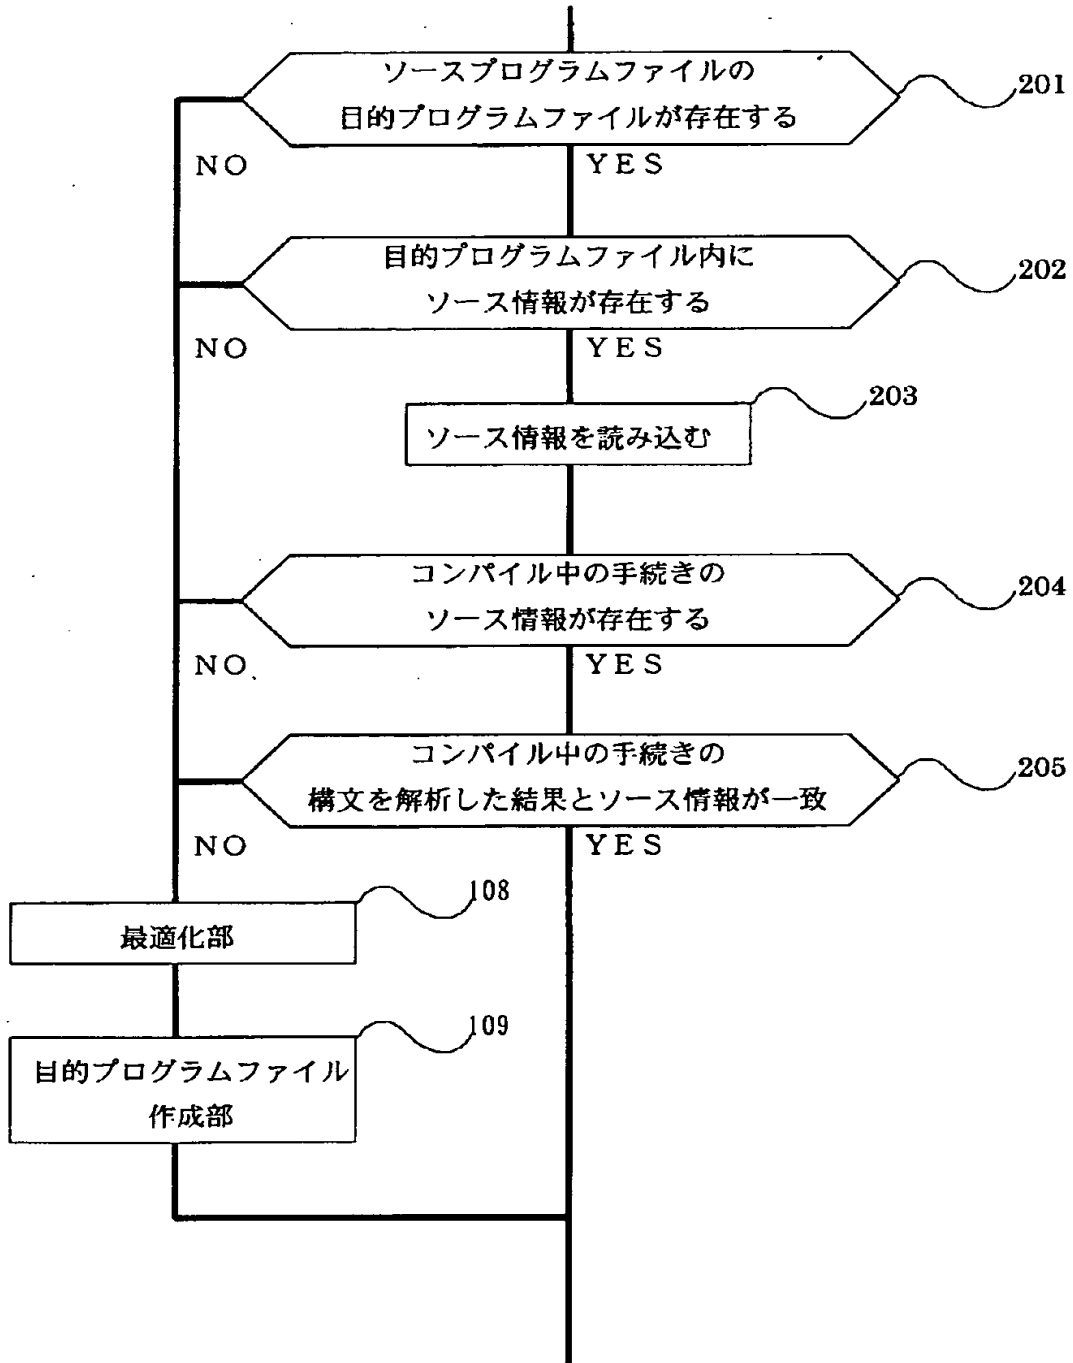 ソースプログラムファイルの
目的プログラムファイルが存在する
201
NO
YES
目的プログラムファイル内に
ソース情報が存在する
202
NO
YES
203
ソース情報を読み込む
コンパイル中の手続きの
ソース情報が存在する
204
NO
YES
コンパイル中の手続きの
構文を解析した結果とソース情報が一致
205
NO
YES
108
最適化部
109
目的プログラムファイル
作成部